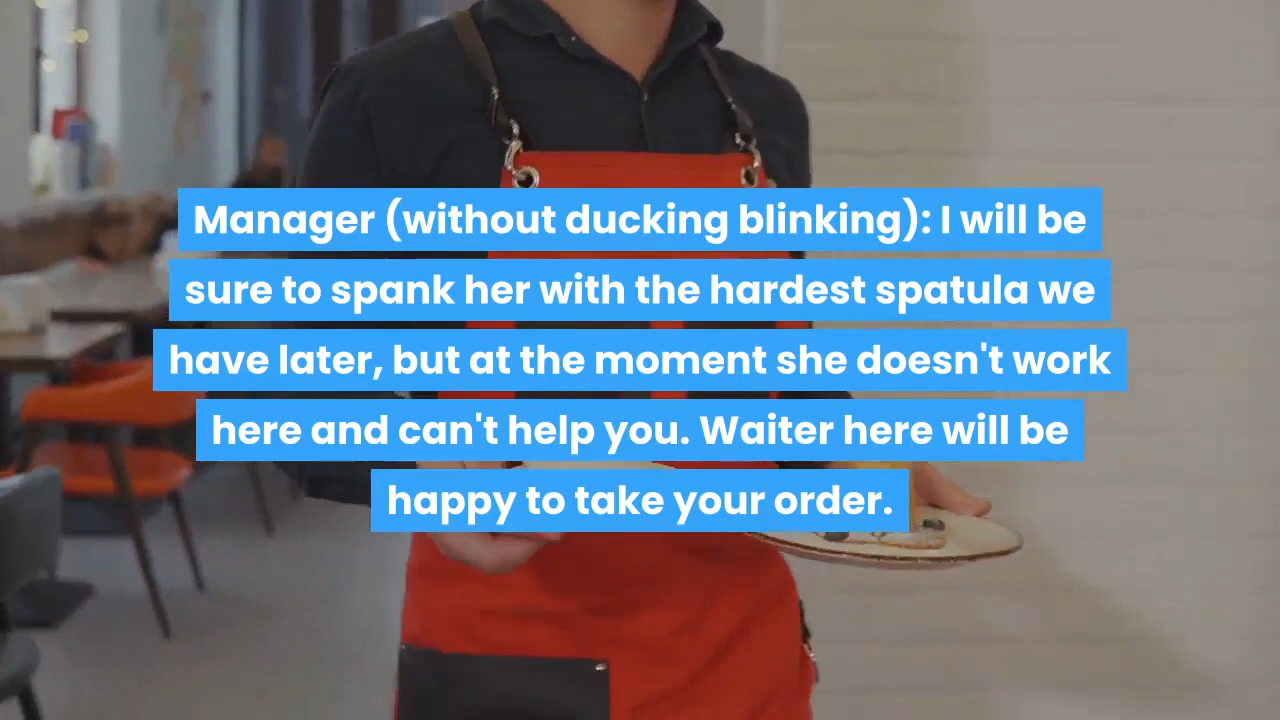 Manager (without ducking blinking): I will be
sure to spank her with the hardest spatula we
have later, but at the moment she doesn't work
here and can't help you. Waiter here will be
happy to take your order.